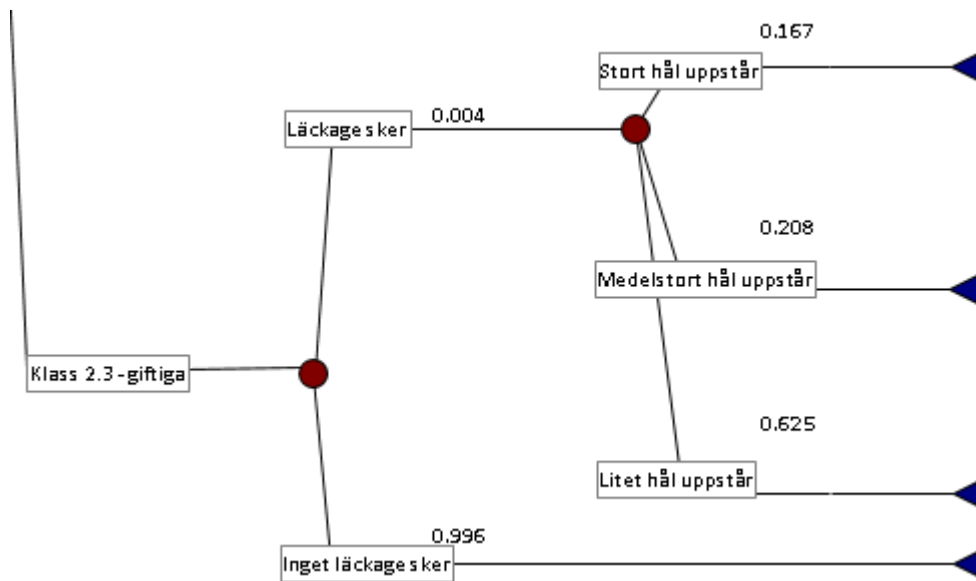 0.167
Stort hål uppstår
Läckage sker
0.004
0.208
Medelstort hål uppstår
Klass 2.3 - giftiga
0.625
Litet hål uppstår
0.996
Inget läckage sker